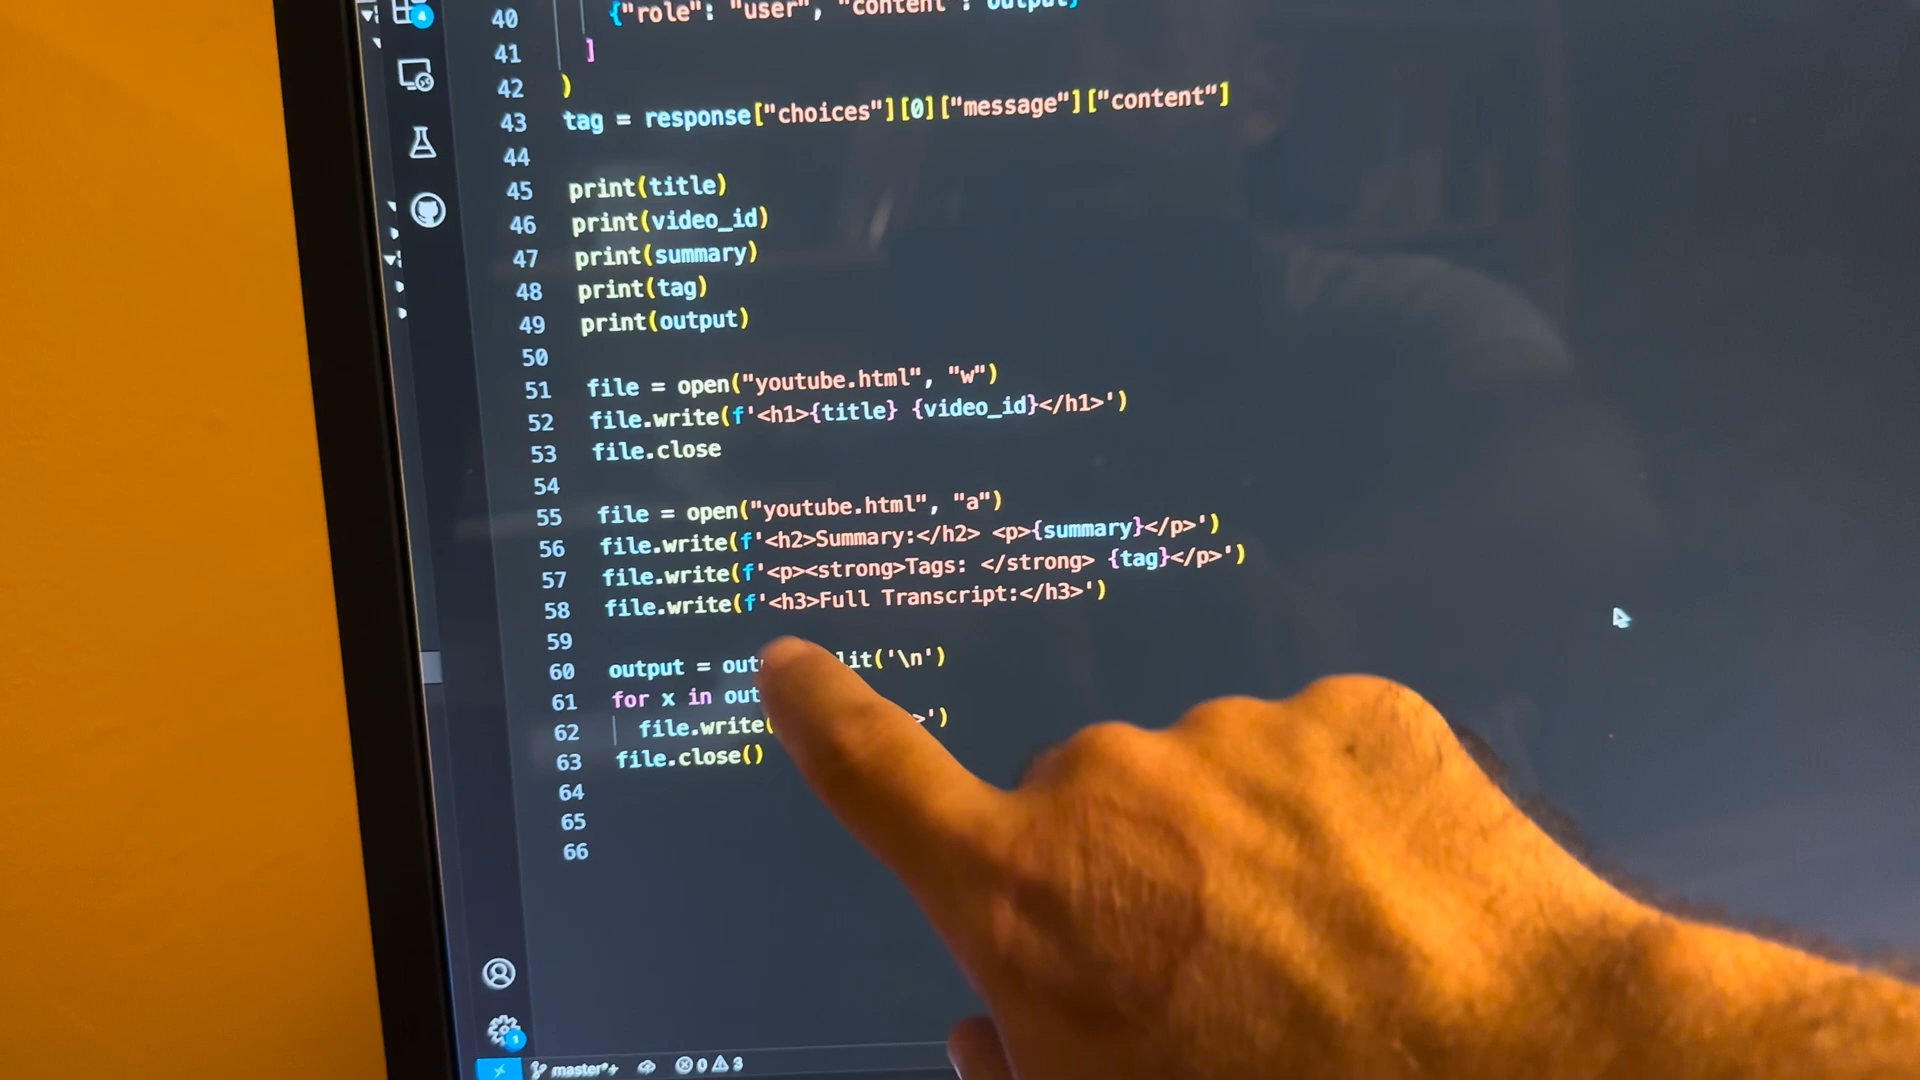 4
40 {"role": "user", "content": output}
41 ]
42 )
43 tag = response["choices"][0]["message"]["content"]
44
45 print(title)
46 print(video_id)
47 print(summary)
48 print(tag)
49 print(output)
50
51 file = open("youtube.html", "w")
52 file.write(f'<h1>{title} {video_id}</h1>')
53 file.close
54
55 file = open("youtube.html", "a")
56 file.write(f'<h2>Summary:</h2> <p>{summary}</p>')
57 file.write(f'<p><strong>Tags: </strong> {tag}</p>')
58 file.write(f'<h3>Full Transcript:</h3>')
59
60 output = out lit('\n')
61 for x in out
62 file.write( >')
63 file.close()
64
65
66
1
master*+ 0 3